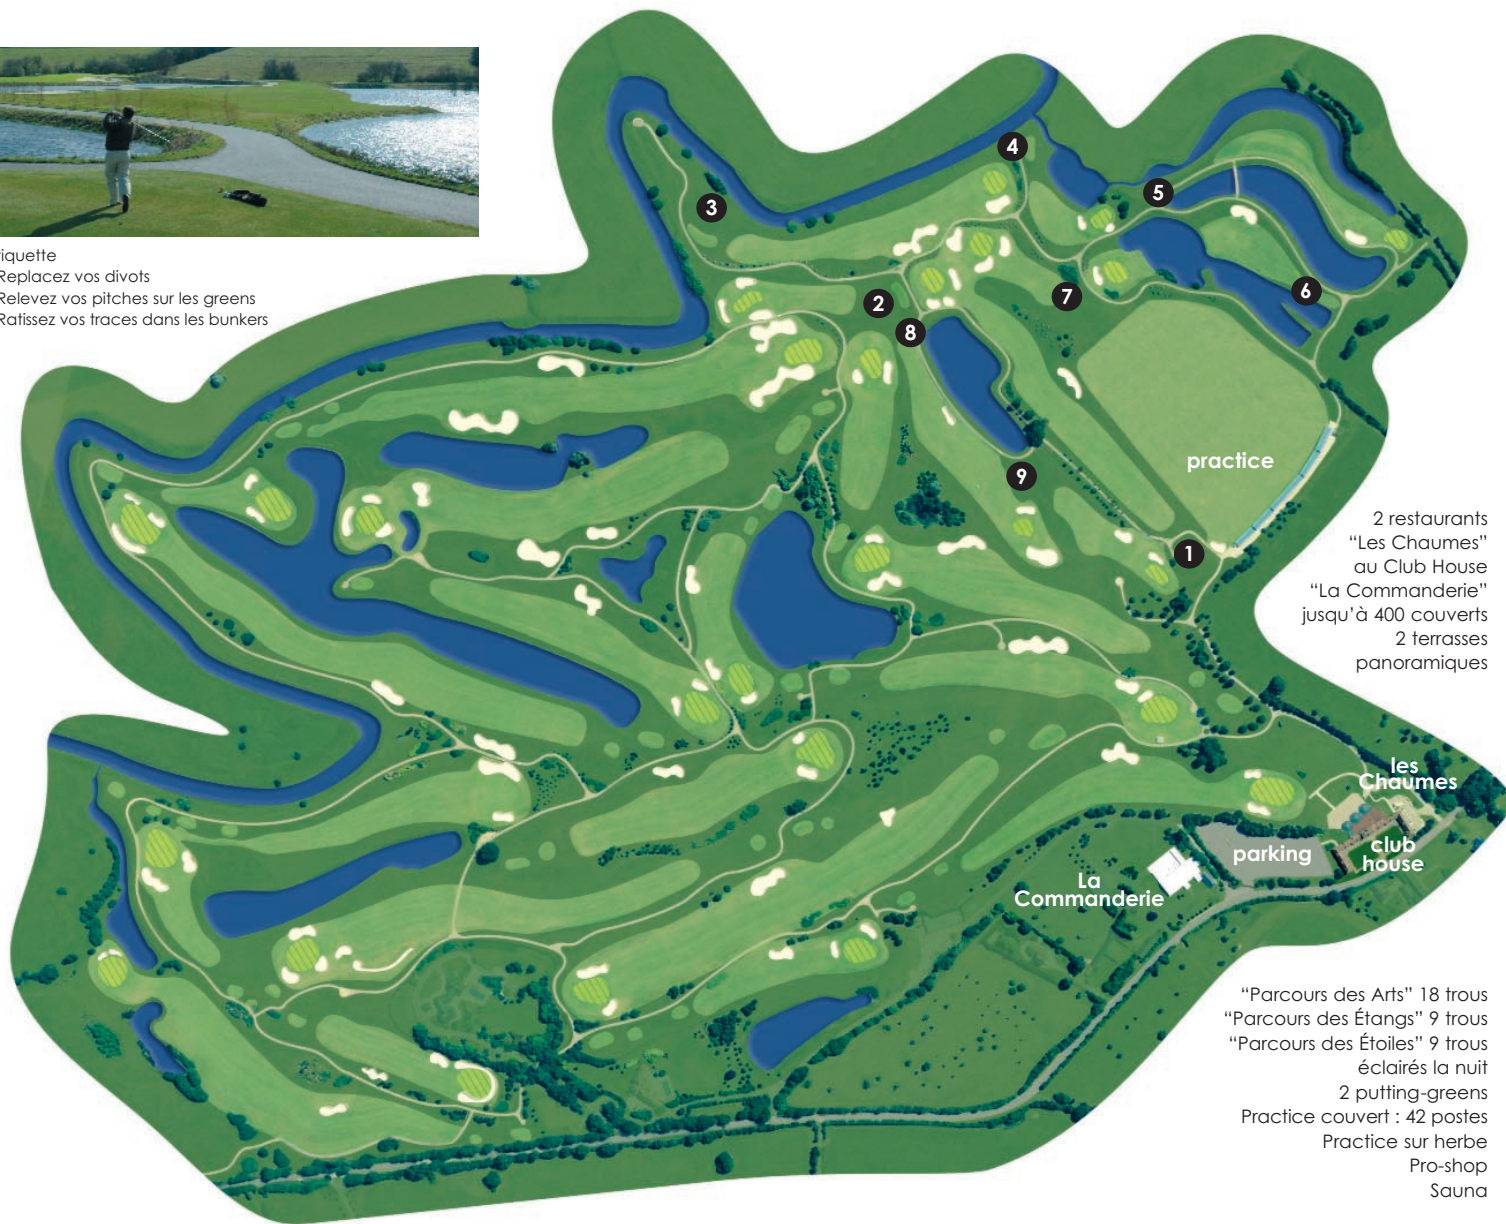 Replacez vos divots
Relevez vos pitches sur les greens
Ratissez vos traces dans les bunkers
3
4
5
2
8
7
6
9
1
practice
2 restaurants
“Les Chaumes”
au Club House
“La Commanderie”
jusqu’à 400 couverts
2 terrasses
panoramiques
les
Chaumes
club
house
parking
La
Commanderie
“Parcours des Arts” 18 trous
“Parcours des Étangs” 9 trous
“Parcours des Étoiles” 9 trous
éclairés la nuit
2 putting-greens
Practice couvert : 42 postes
Practice sur herbe
Pro-shop
Sauna